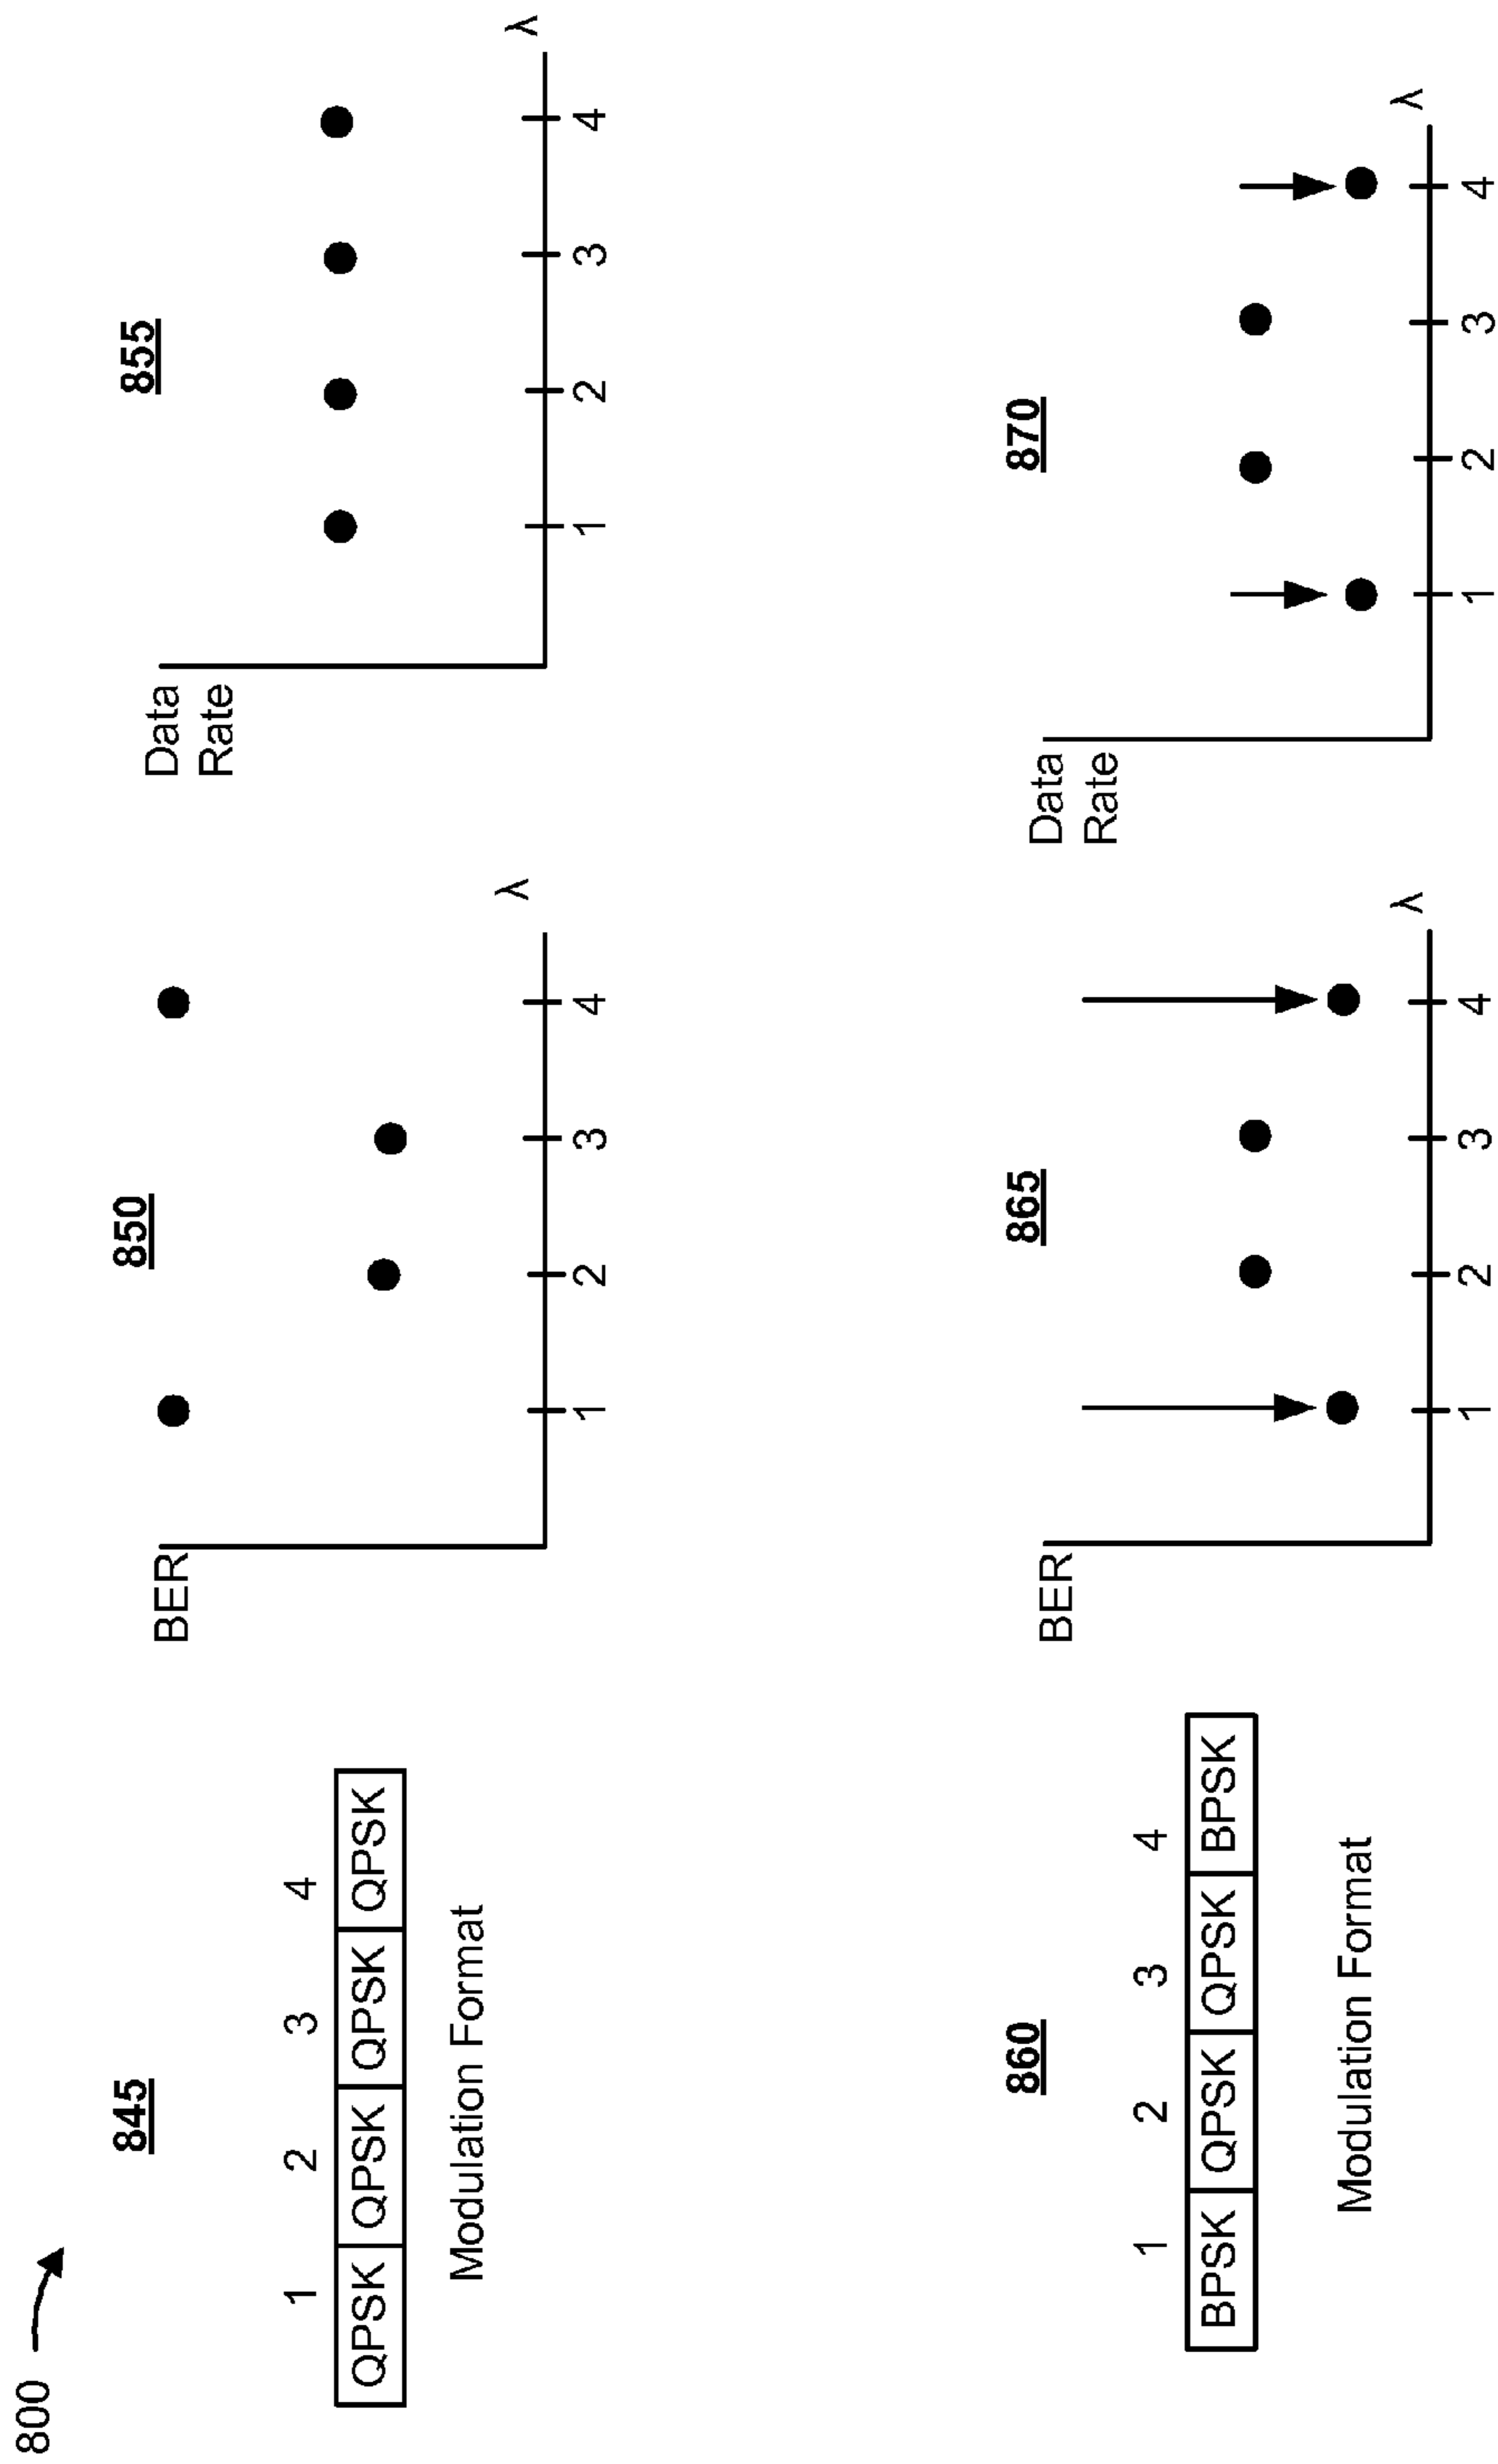 800
845
1 2 3 4
QPSK QPSK QPSK QPSK
Modulation Format
850
BER
1 2 3 4 λ
855
Data
Rate
1 2 3 4 λ
860
1 2 3 4
BPSK QPSK QPSK BPSK
Modulation Format
865
BER
1 2 3 4 λ
870
Data
Rate
1 2 3 4 λ